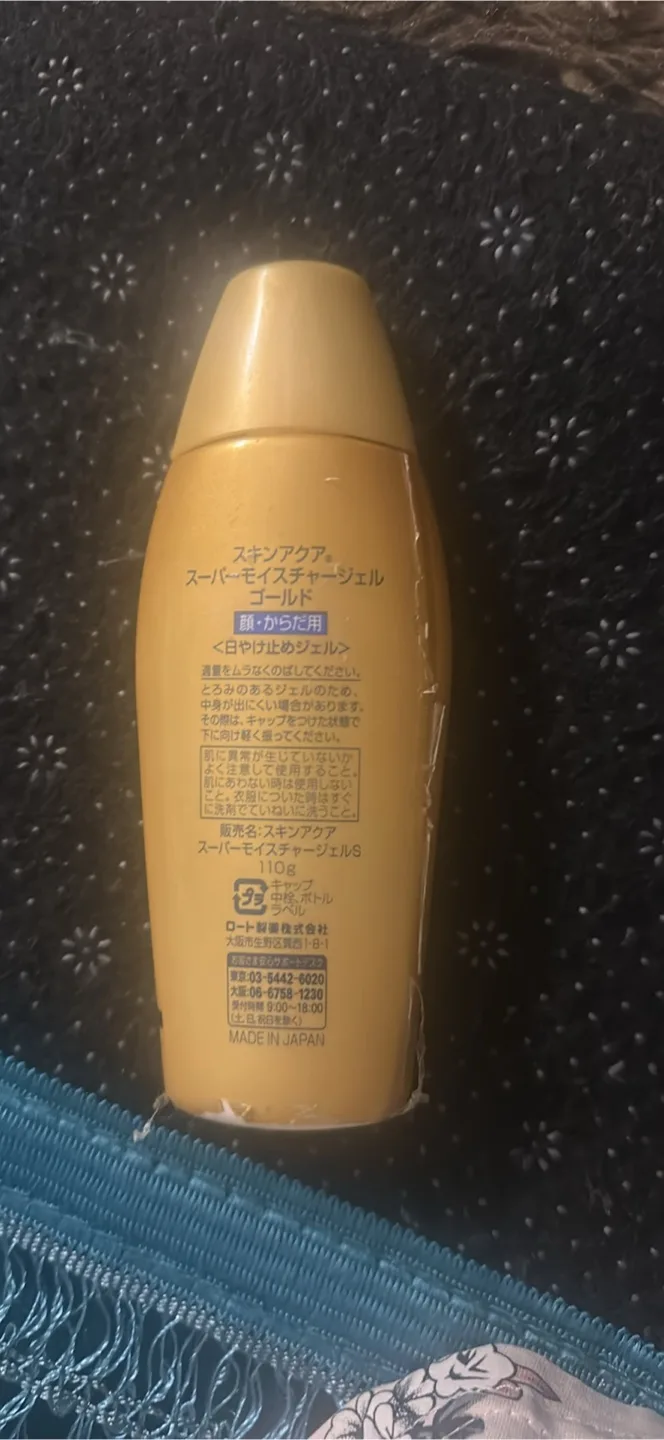 スキンアクア®
スーパーモイスチャージェル
ゴールド
顔・からだ用
<日やけ止めジェル>
適量をムラなくのばしてください。
とろみのあるジェルのため、
中身が出にくい場合があります。
その際は、キャップをつけた状態で
下に向け軽く振ってください。
肌に異常が生じていないか
よく注意して使用すること。
肌にあわない時は使用しない
こと。衣服についた時はすぐ
に洗剤でていねいに洗うこと。
販売名:スキンアクア
スーパーモイスチャージェルS
110g
プラ
キャップ
中栓、ボトル
ラベル
ロート製薬株式会社
大阪市生野区巽西1-8-1
お客さま安心サポートデスク
東京:03-5442-6020
大阪:06-6758-1230
受付時間 9:00~18:00
(土、日、祝日を除く)
MADE IN JAPAN